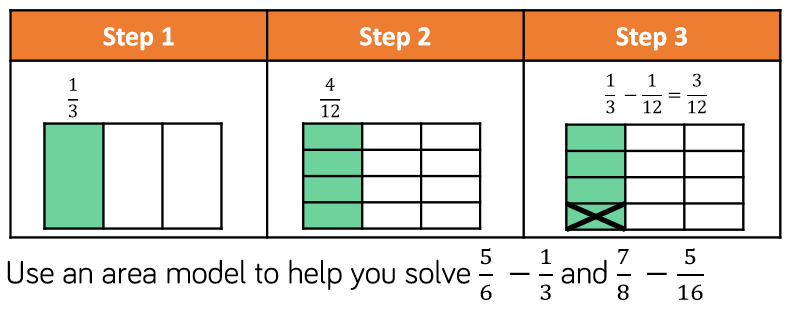 Step 1 Step 2 Step 3
1/3 4/12 1/3 − 1/12 = 3/12
Use an area model to help you solve 5/6 − 1/3 and 7/8 − 5/16